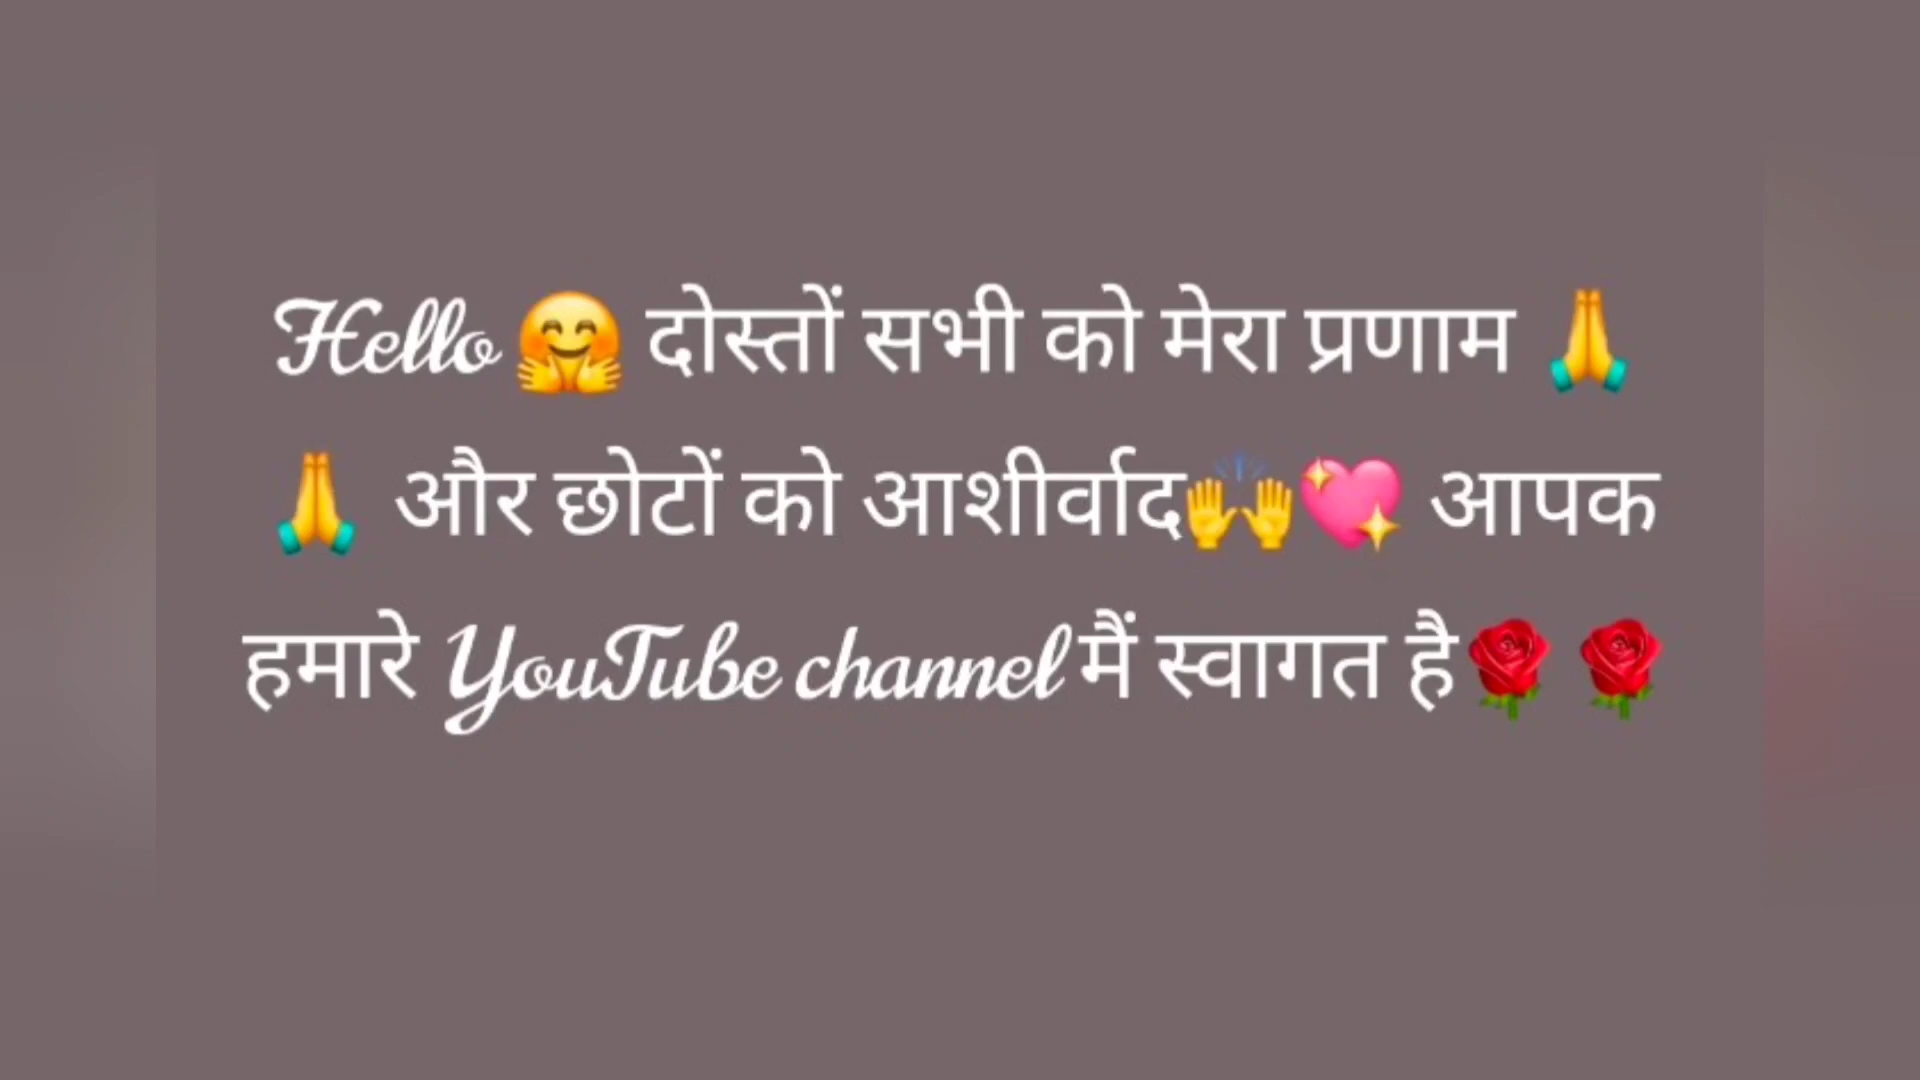 Hello 🤗 दोस्तों सभी को मेरा प्रणाम 🙏
🙏 और छोटों को आशीर्वाद🙌💖 आपक
हमारे YouTube channel मैं स्वागत है🌹 🌹